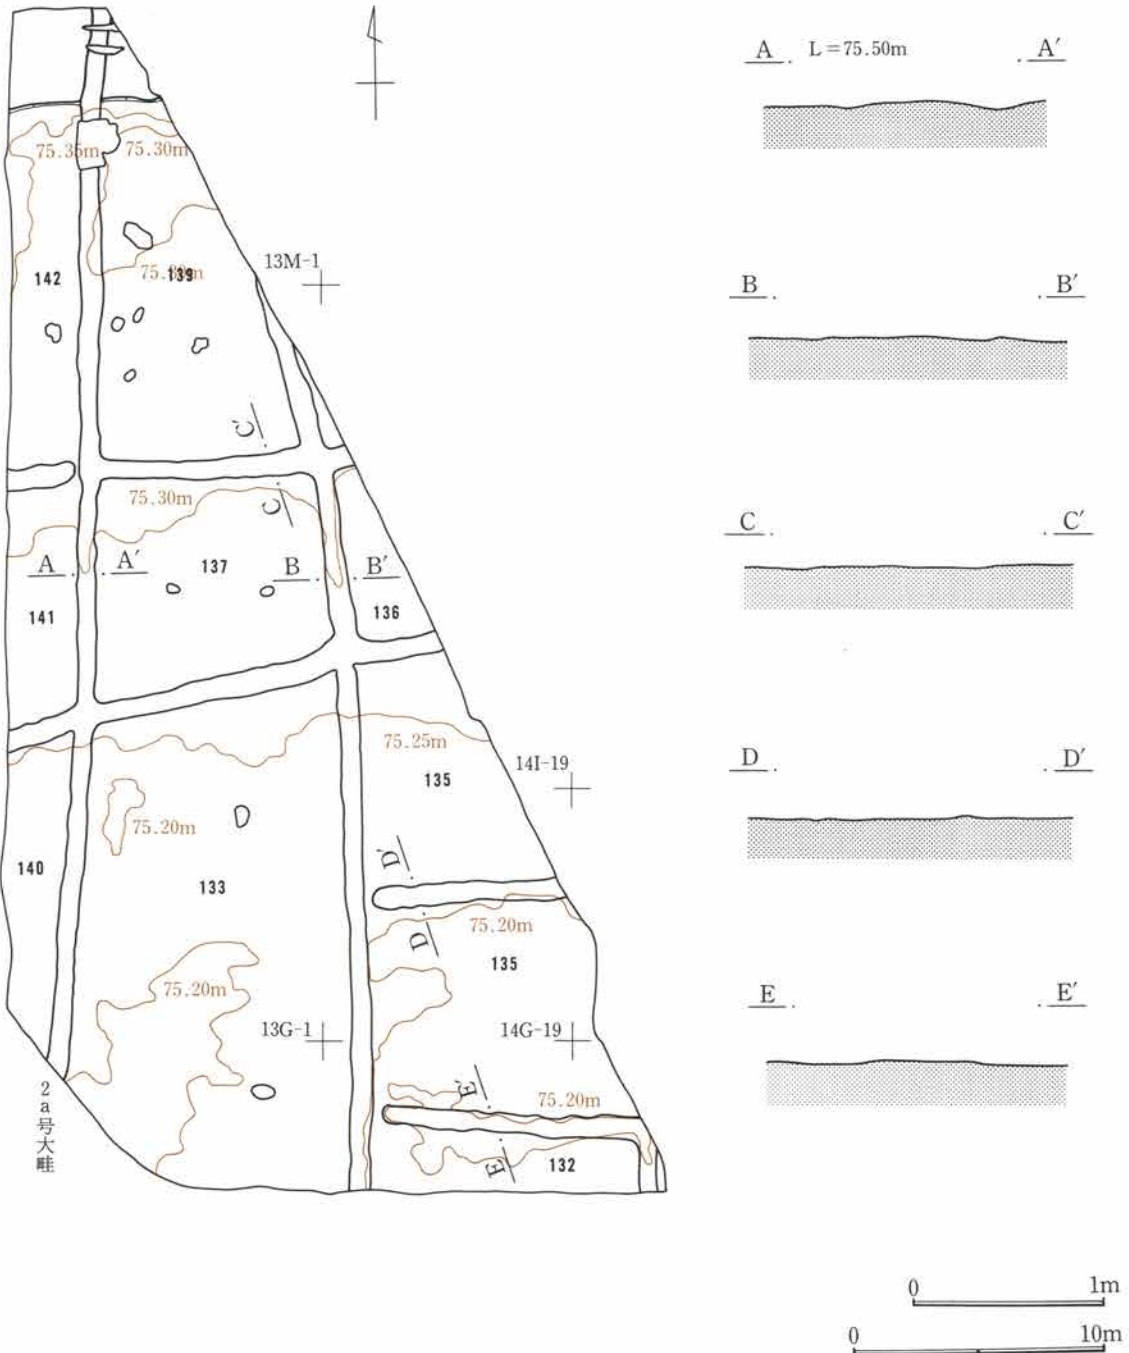 A L=75.50m A′
75.35m 75.30m
142
75.30m
139
13M-1
B B′
C′
75.30m
C
C C′
A A′
137
B B′
141
136
75.25m
135
14I-19
D D′
75.20m
140
133
D′
75.20m
D
135
75.20m
13G-1
14G-19
E E′
E′
75.20m
2a号大畦
E
132
0 1m
0 10m